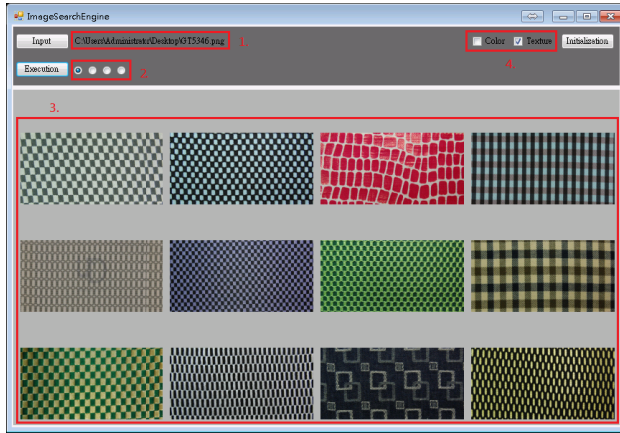 ImageSearchEngine
Input C:\Users\Administrator\Desktop\GT5346.png 1. Color Texture Initialization
Execution 2. 4.
3.